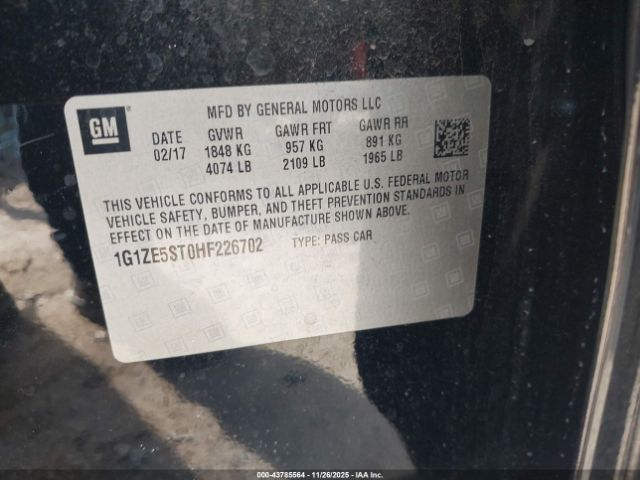 GM
MFD BY GENERAL MOTORS LLC
DATE GVWR GAWR FRT GAWR RR
02/17 1848 KG 957 KG 891 KG
4074 LB 2109 LB 1965 LB
THIS VEHICLE CONFORMS TO ALL APPLICABLE U.S. FEDERAL MOTOR
VEHICLE SAFETY, BUMPER, AND THEFT PREVENTION STANDARDS IN
EFFECT ON THE DATE OF MANUFACTURE SHOWN ABOVE.
1G1ZE5ST0HF226702 TYPE: PASS CAR
000-43785564 - 11/26/2025 - IAAI Inc.